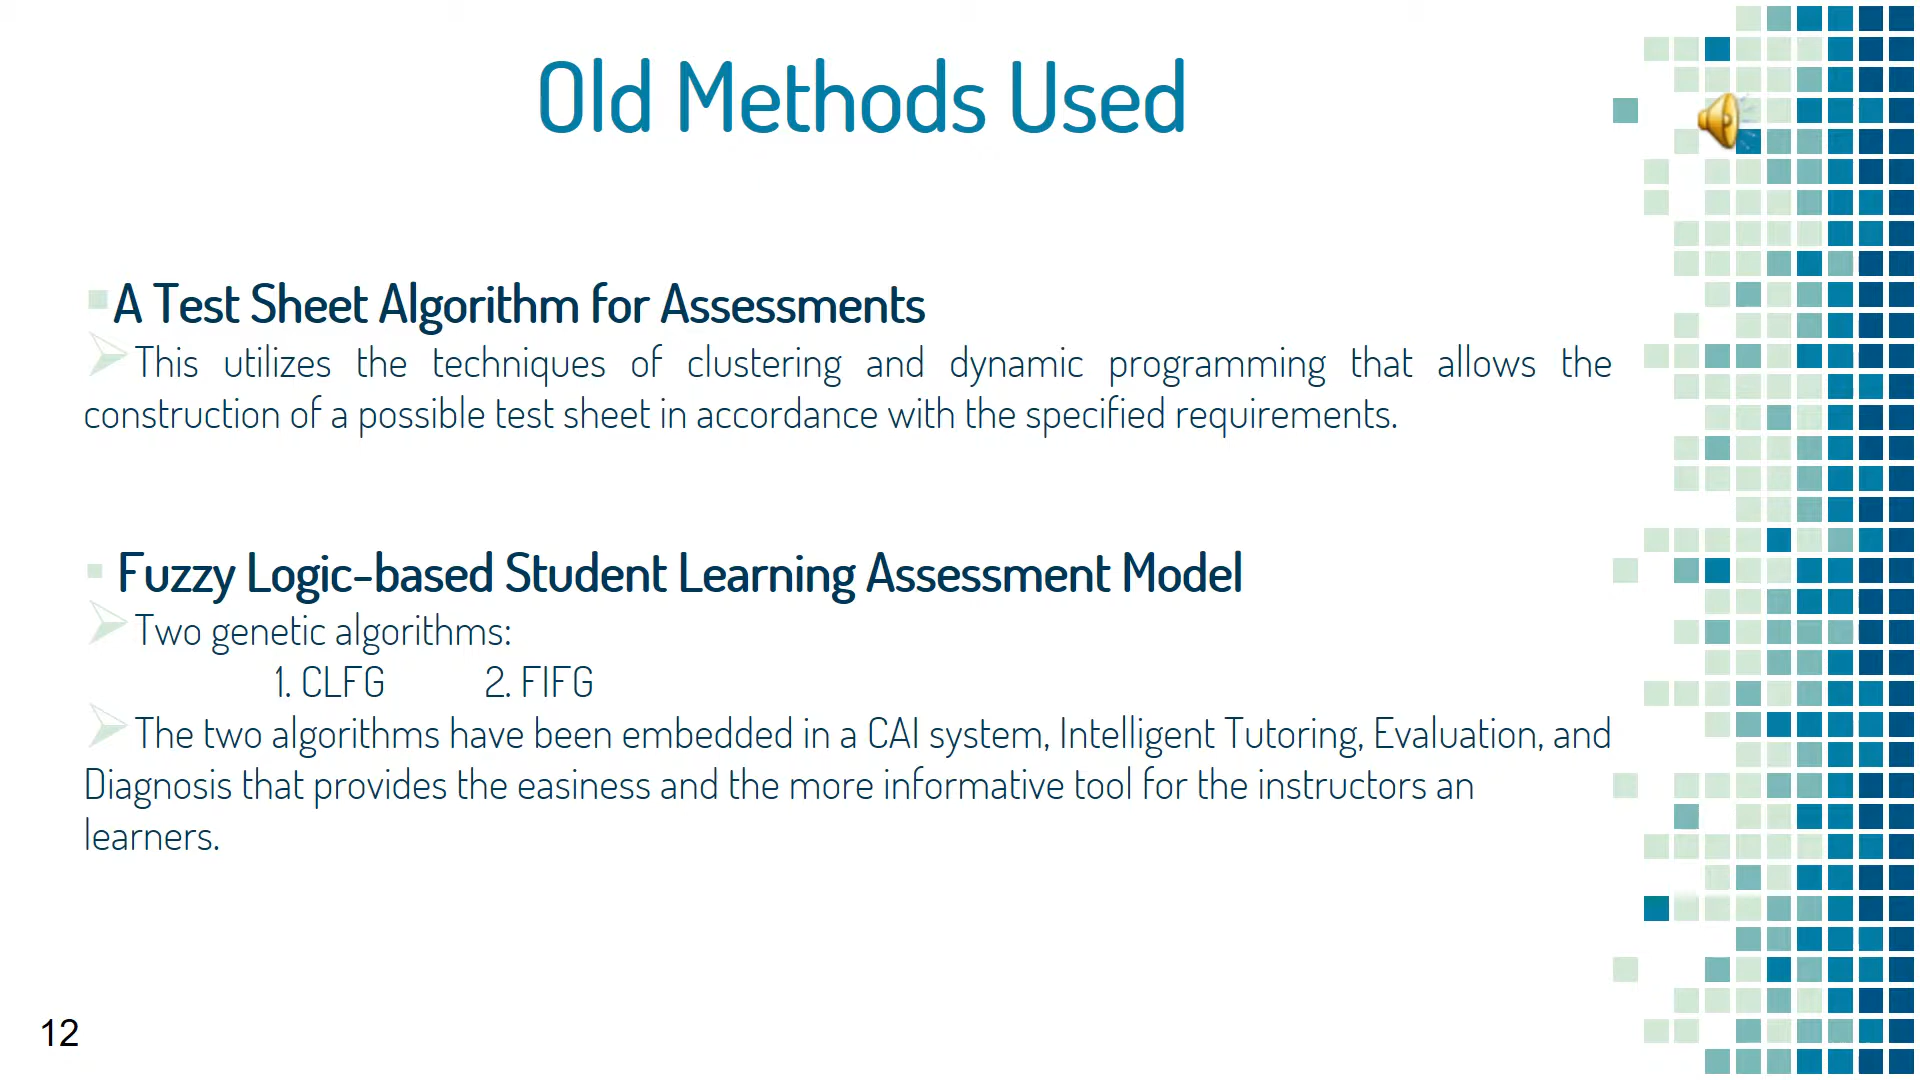 Old Methods Used
A Test Sheet Algorithm for Assessments
This utilizes the techniques of clustering and dynamic programming that allows the
construction of a possible test sheet in accordance with the specified requirements.
Fuzzy Logic-based Student Learning Assessment Model
Two genetic algorithms:
1. CLFG 2. FIFG
The two algorithms have been embedded in a CAI system, Intelligent Tutoring, Evaluation, and
Diagnosis that provides the easiness and the more informative tool for the instructors an
learners.
12